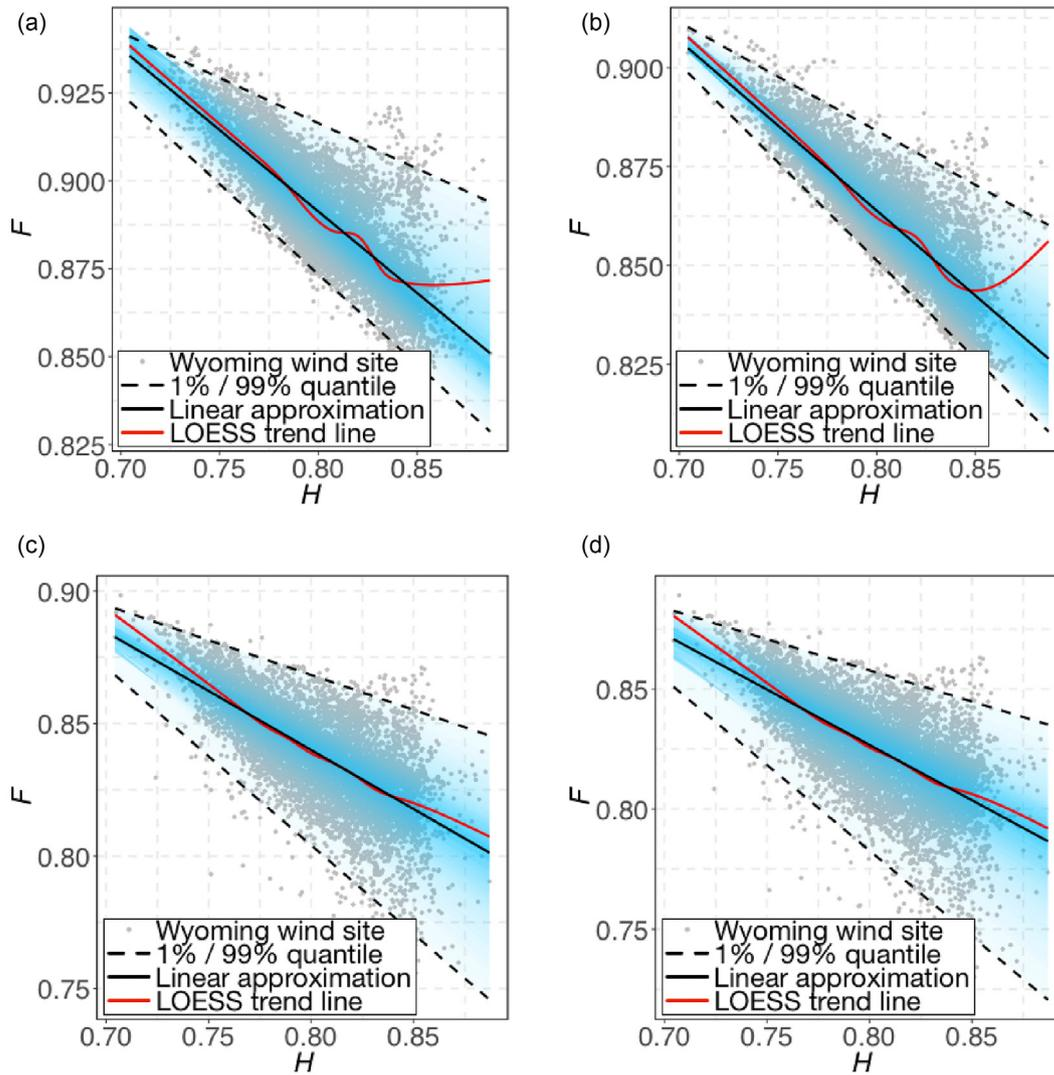 (a)
0.925
0.900
0.875
0.850
0.825
F
Wyoming wind site
1% / 99% quantile
Linear approximation
LOESS trend line
0.70 0.75 0.80 0.85
H
(b)
0.900
0.875
0.850
0.825
F
Wyoming wind site
1% / 99% quantile
Linear approximation
LOESS trend line
0.70 0.75 0.80 0.85
H
(c)
0.90
0.85
0.80
0.75
F
Wyoming wind site
1% / 99% quantile
Linear approximation
LOESS trend line
0.70 0.75 0.80 0.85
H
(d)
0.85
0.80
0.75
F
Wyoming wind site
1% / 99% quantile
Linear approximation
LOESS trend line
0.70 0.75 0.80 0.85
H